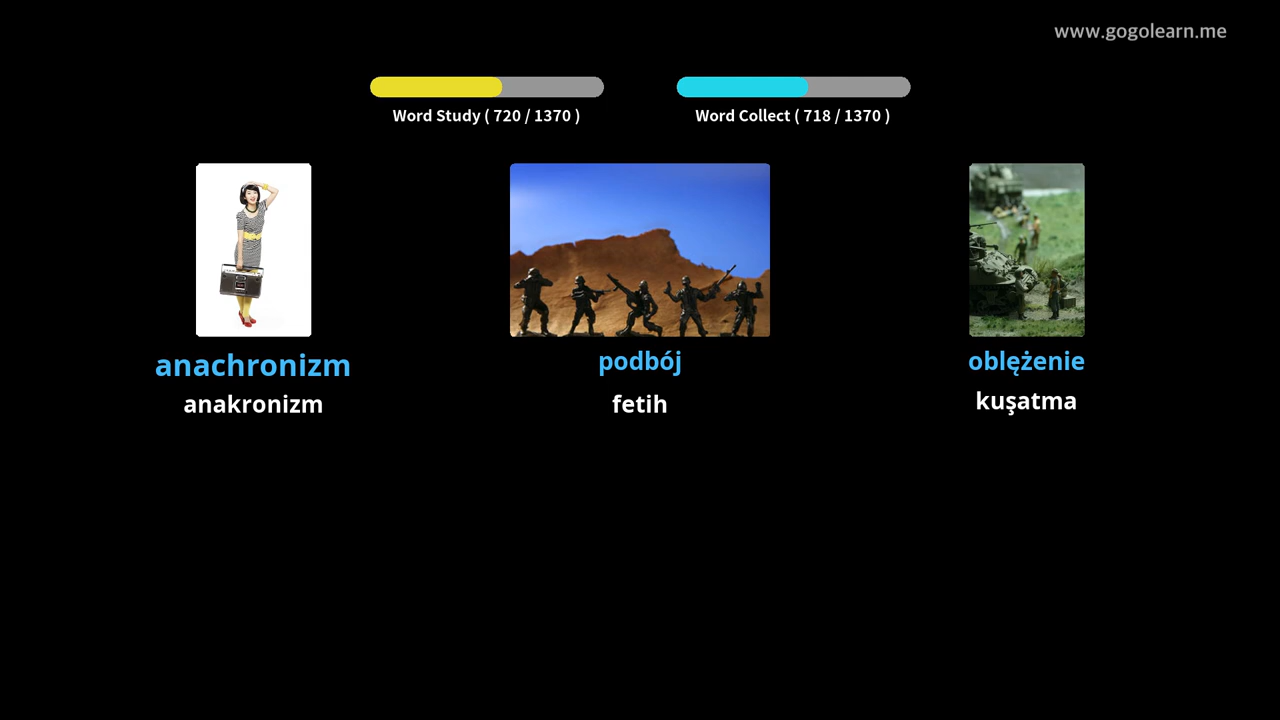 www.gogolearn.me
Word Study ( 720 / 1370 )
Word Collect ( 718 / 1370 )
anachronizm
anakronizm
podbój
fetih
oblężenie
kuşatma